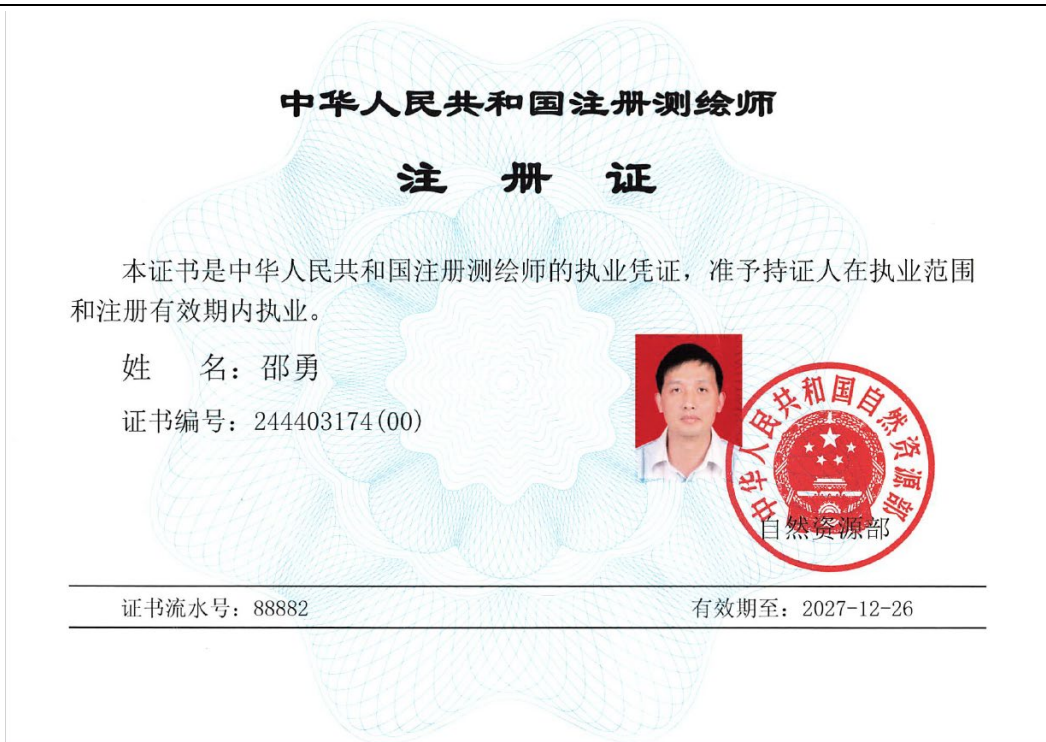 中华人民共和国注册测绘师
注 册 证
本证书是中华人民共和国注册测绘师的执业凭证，准予持证人在执业范围
和注册有效期内执业。
姓 名：邵勇
证书编号：244403174(00)
中华人民共和国自然资源部
自然资源部
证书流水号：88882
有效期至：2027-12-26